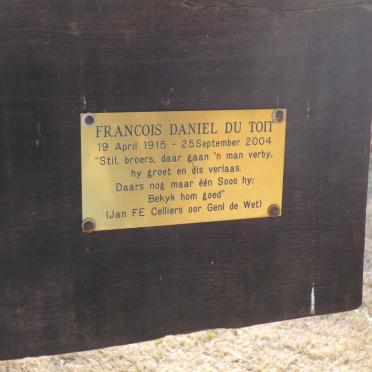 FRANCOIS DANIEL DU TOIT
19 April 1915 - 25September 2004
"Stil, broers, daar gaan 'n man verby,
hy groet en dis verlaas.
Daars nog maar één Soos hy;
Bekyk hom goed"
(Jan FE Celliers oor Genl de Wet)